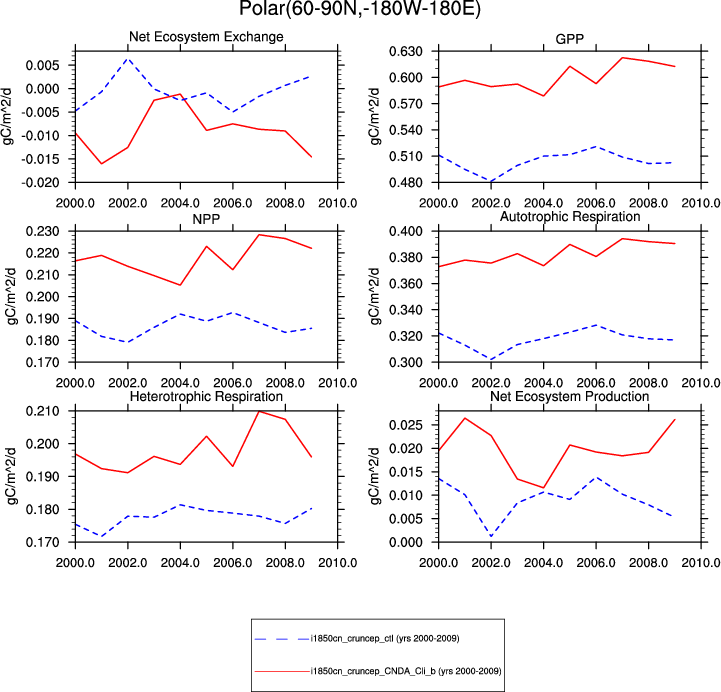 Polar(60-90N,-180W-180E)
Net Ecosystem Exchange
gC/m^2/d
0.005
0.000
-0.005
-0.010
-0.015
-0.020
2000.0 2002.0 2004.0 2006.0 2008.0 2010.0
GPP
gC/m^2/d
0.630
0.600
0.570
0.540
0.510
0.480
2000.0 2002.0 2004.0 2006.0 2008.0 2010.0
NPP
gC/m^2/d
0.230
0.220
0.210
0.200
0.190
0.180
0.170
2000.0 2002.0 2004.0 2006.0 2008.0 2010.0
Autotrophic Respiration
gC/m^2/d
0.400
0.380
0.360
0.340
0.320
0.300
2000.0 2002.0 2004.0 2006.0 2008.0 2010.0
Heterotrophic Respiration
gC/m^2/d
0.210
0.200
0.190
0.180
0.170
2000.0 2002.0 2004.0 2006.0 2008.0 2010.0
Net Ecosystem Production
gC/m^2/d
0.025
0.020
0.015
0.010
0.005
0.000
2000.0 2002.0 2004.0 2006.0 2008.0 2010.0
i1850cn_cruncep_ctl (yrs 2000-2009)
i1850cn_cruncep_CNDA_Cli_b (yrs 2000-2009)